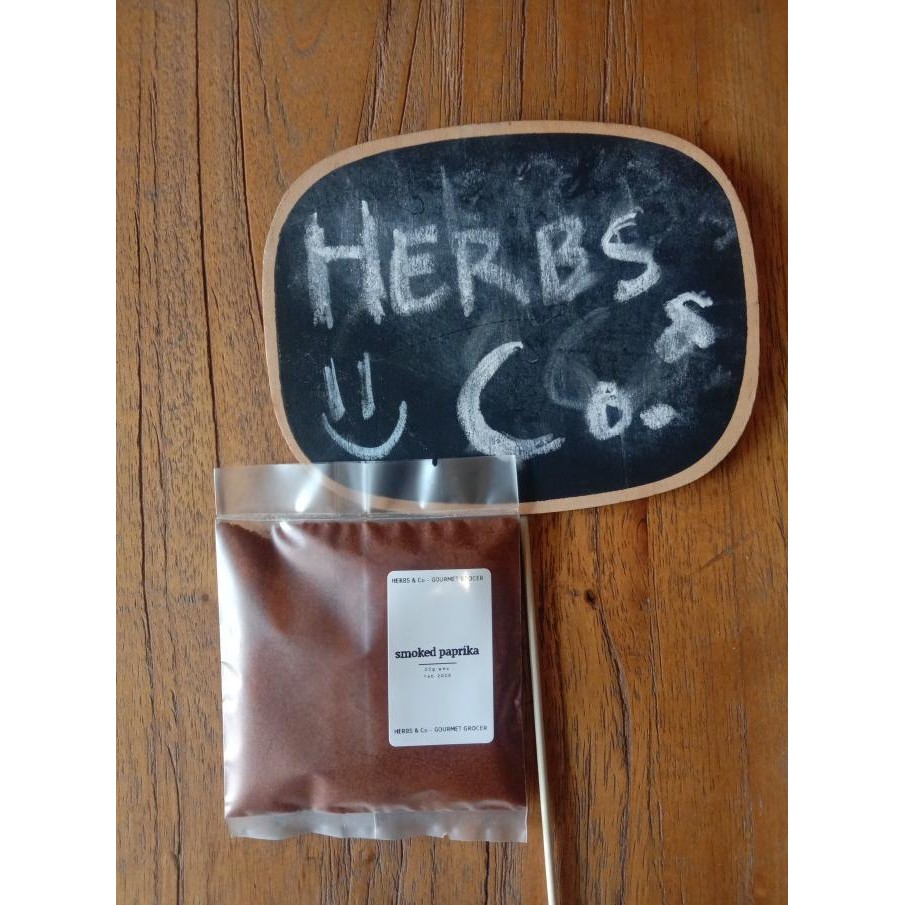 HERBS
& Co.
HERBS & Co - GOURMET GROCER
smoked paprika
HERBS & Co - GOURMET GROCER